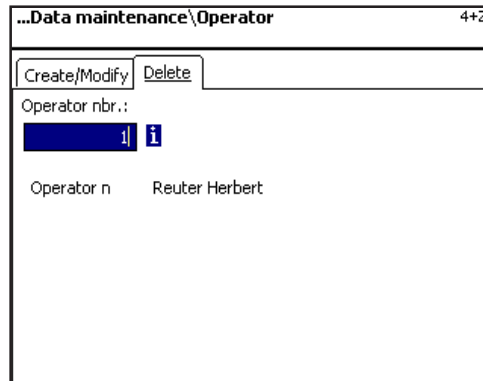 ...Data maintenance\Operator 4+2
Create/Modify Delete
Operator nbr.:
1 i
Operator n Reuter Herbert